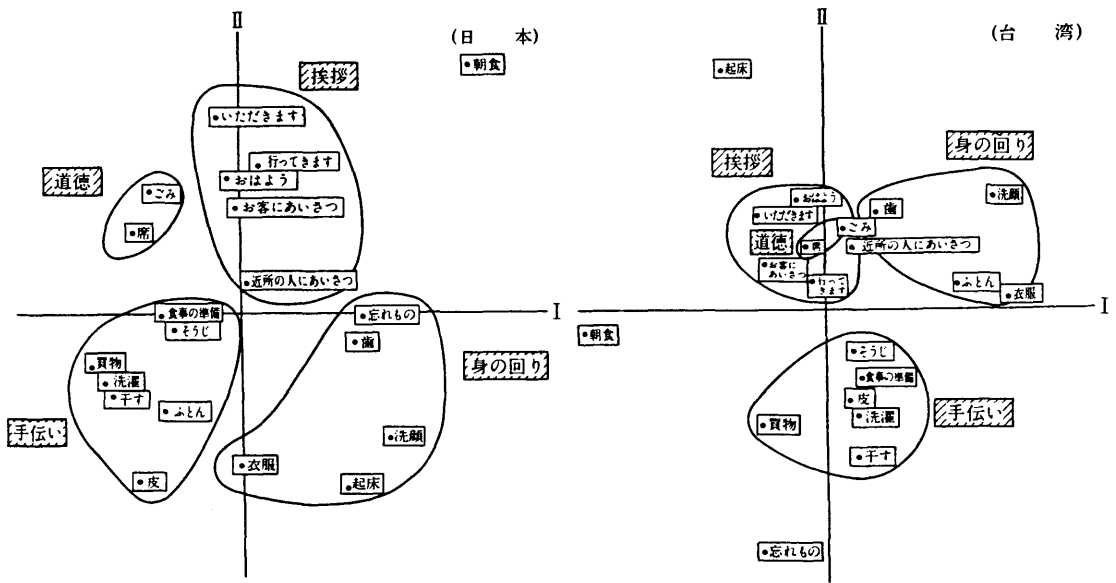 II
(日 本)
朝食
挨拶
いただきます
行ってきます
おはよう
お客にあいさつ
近所の人にあいさつ
道徳
ごみ
席
I
食事の準備
そうじ
買物
洗濯
干す
ふとん
皮
手伝い
忘れもの
歯
身の回り
洗顔
衣服
起床
II
(台 湾)
起床
挨拶
おはよう
いただきます
道徳
席
お客に
あいさつ
行って
きます
身の回り
洗顔
歯
ごみ
近所の人にあいさつ
ふとん
衣服
I
朝食
そうじ
食事の準備
皮
洗濯
買物
干す
手伝い
忘れもの